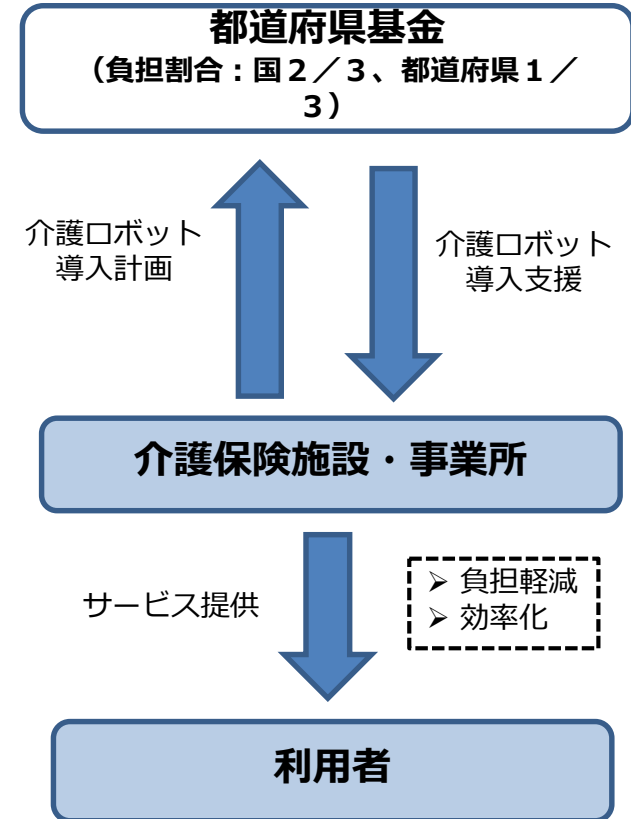 都道府県基金
（負担割合：国２／３、都道府県１／
３）
介護ロボット
導入計画
介護ロボット
導入支援
介護保険施設・事業所
サービス提供
➢ 負担軽減
➢ 効率化
利用者